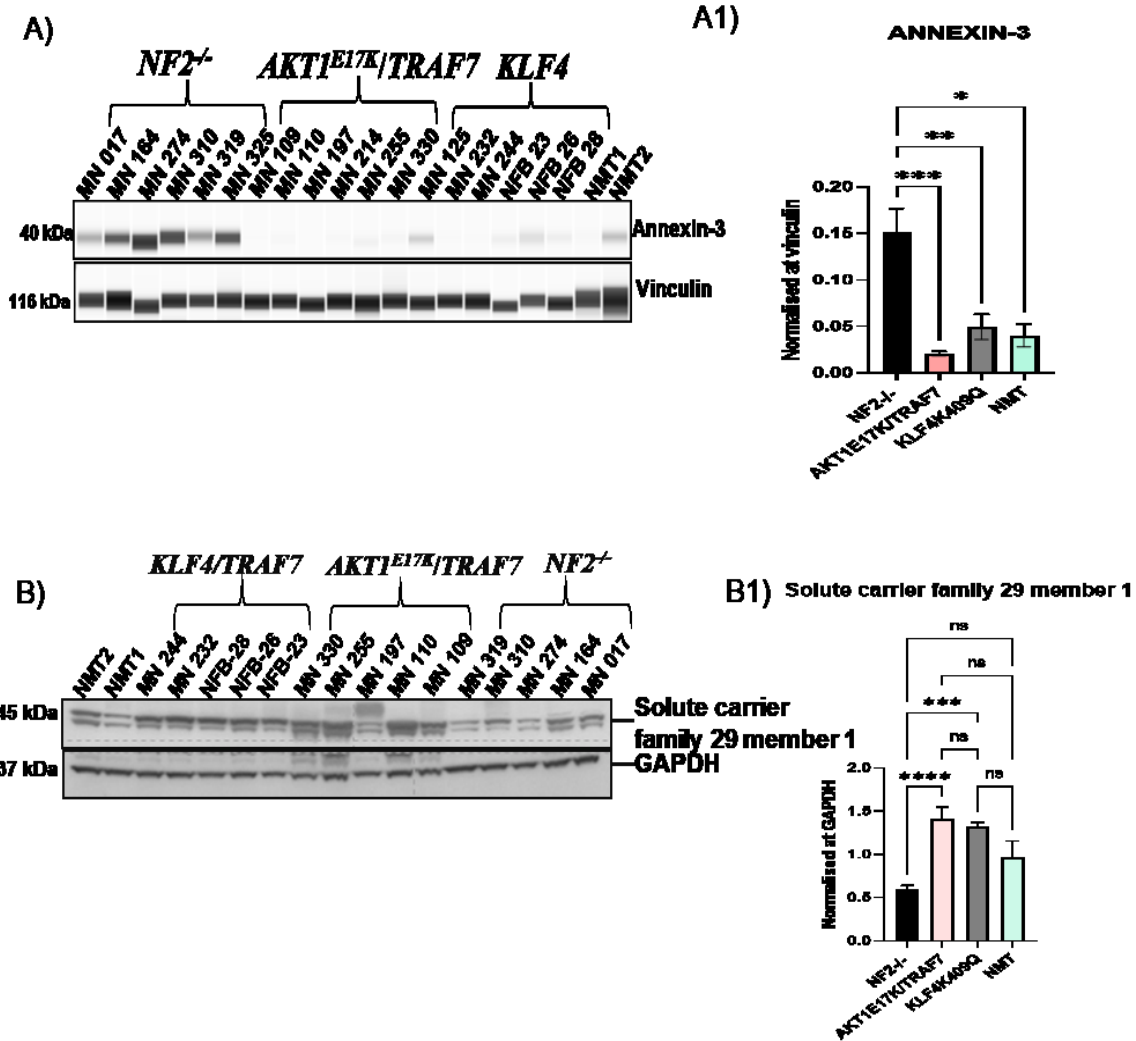 A)
NF2-/-
AKT1E17K/TRAF7
KLF4
MN 017
MN 164
MN 274
MN 310
MN 319
MN 325
MN 109
MN 110
MN 197
MN 214
MN 255
MN 330
MN 125
MN 232
MN 244
NFB 23
NFB 26
NFB 28
NMT1
NMT2
40 kDa
Annexin-3
116 kDa
Vinculin
A1)
ANNEXIN-3
*
**
***
Normalised at vinculin
0.20
0.15
0.10
0.05
0.00
NF2-/-
AKT1E17K/TRAF7
KLF4K409Q
NMT
B)
KLF4/TRAF7
AKT1E17K/TRAF7
NF2-/-
NMT2
NMT1
MN 244
MN 232
NFB-28
NFB-26
NFB-23
MN 330
MN 255
MN 197
MN 110
MN 109
MN 319
MN 310
MN 274
MN 164
MN 017
45 kDa
Solute carrier
family 29 member 1
37 kDa
GAPDH
B1)
Solute carrier family 29 member 1
ns
ns
***
ns
****
ns
Normalised at GAPDH
2.0
1.5
1.0
0.5
0.0
NF2-/-
AKT1E17K/TRAF7
KLF4K409Q
NMT